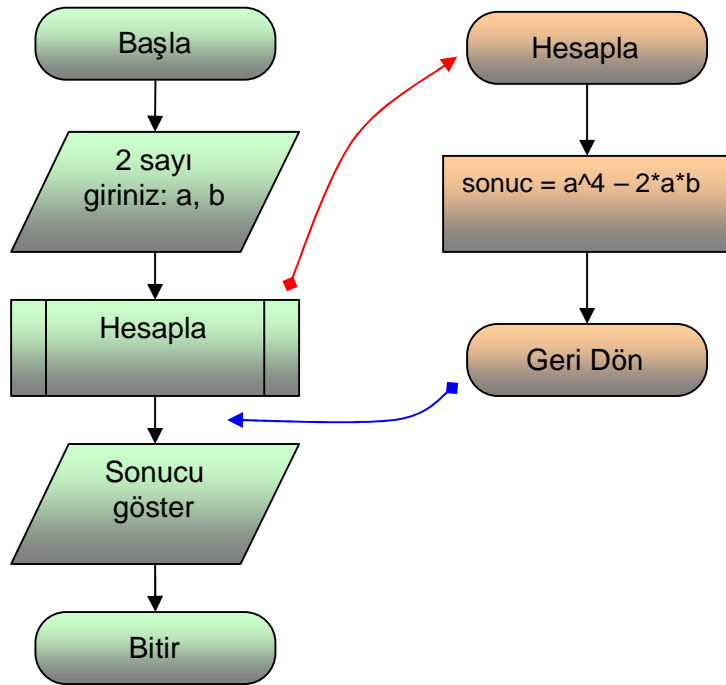 Başla
2 sayı
giriniz: a, b
Hesapla
Sonucu
göster
Bitir
Hesapla
sonuc = a^4 – 2*a*b
Geri Dön